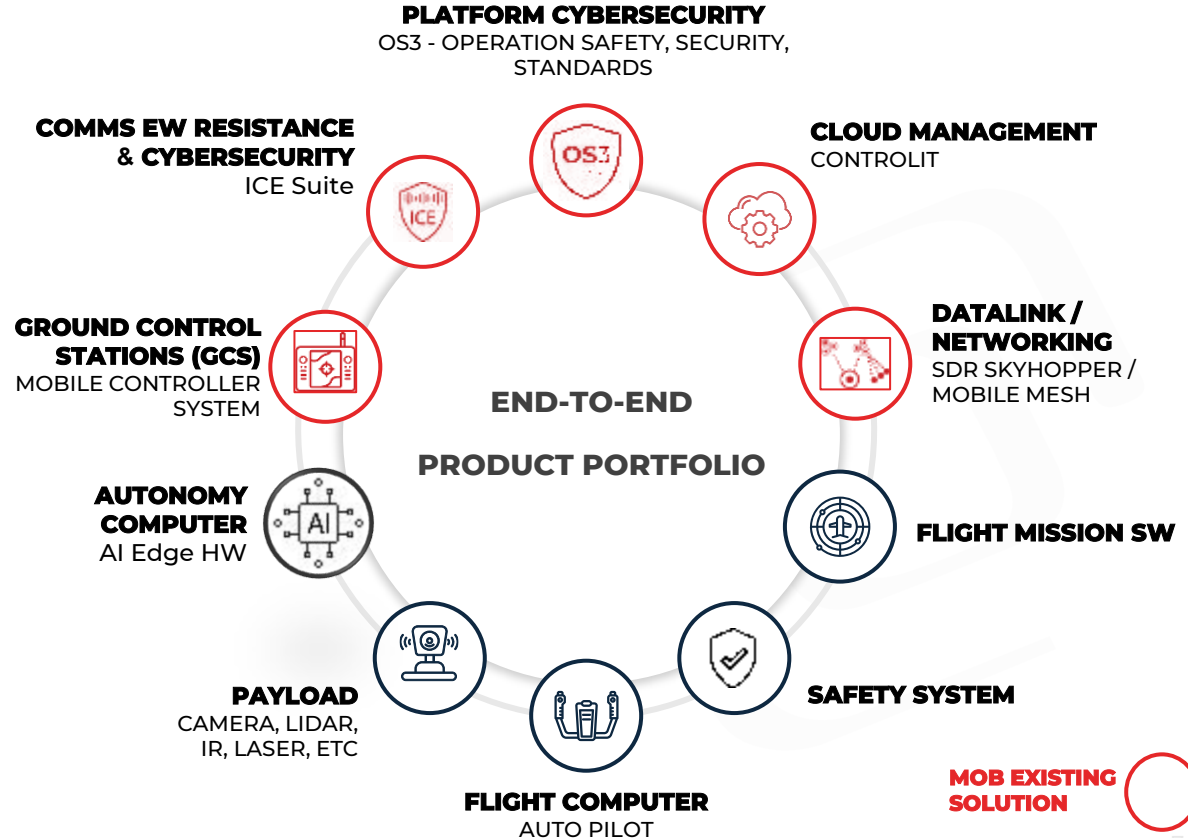 PLATFORM CYBERSECURITY
OS3 - OPERATION SAFETY, SECURITY,
STANDARDS
OS3
COMMS EW RESISTANCE
& CYBERSECURITY
ICE Suite
ICE
CLOUD MANAGEMENT
CONTROLIT
GROUND CONTROL
STATIONS (GCS)
MOBILE CONTROLLER
SYSTEM
DATALINK /
NETWORKING
SDR SKYHOPPER /
MOBILE MESH
END-TO-END
PRODUCT PORTFOLIO
AUTONOMY
COMPUTER
AI Edge HW
AI
FLIGHT MISSION SW
PAYLOAD
CAMERA, LIDAR,
IR, LASER, ETC
SAFETY SYSTEM
FLIGHT COMPUTER
AUTO PILOT
MOB EXISTING
SOLUTION